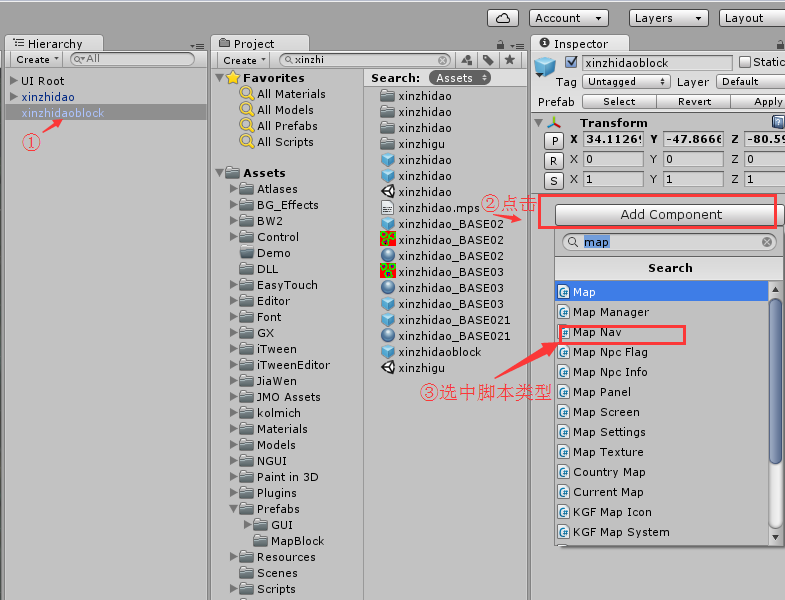 Account
Layers
Layout
Hierarchy
Create
All
UI Root
xinzhidao
xinzhidaoblock
①
Project
Create
xinzhi
Favorites
All Materials
All Models
All Prefabs
All Scripts
Assets
Atlases
BG_Effects
BW2
Control
Demo
DLL
EasyTouch
Editor
Font
GX
iTween
iTweenEditor
JiaWen
JMO Assets
kolmich
Materials
Models
NGUI
Paint in 3D
Plugins
Prefabs
GUI
MapBlock
Resources
Scenes
Scripts
Search: Assets
xinzhidao
xinzhidao
xinzhidao
xinzhigu
xinzhidao
xinzhidao
xinzhidao
xinzhidao.mps
xinzhidao_BASE02
xinzhidao_BASE02
xinzhidao_BASE02
xinzhidao_BASE03
xinzhidao_BASE03
xinzhidao_BASE03
xinzhidao_BASE021
xinzhidao_BASE021
xinzhidaoblock
xinzhigu
②点击
③选中脚本类型
Inspector
xinzhidaoblock
Static
Tag Untagged Layer Default
Prefab Select Revert Apply
Transform
P X 34.1126 Y -47.866 Z -80.59
R X 0 Y 0 Z 0
S X 1 Y 1 Z 1
Add Component
map
Search
Map
Map Manager
Map Nav
Map Npc Flag
Map Npc Info
Map Panel
Map Screen
Map Settings
Map Texture
Country Map
Current Map
KGF Map Icon
KGF Map System